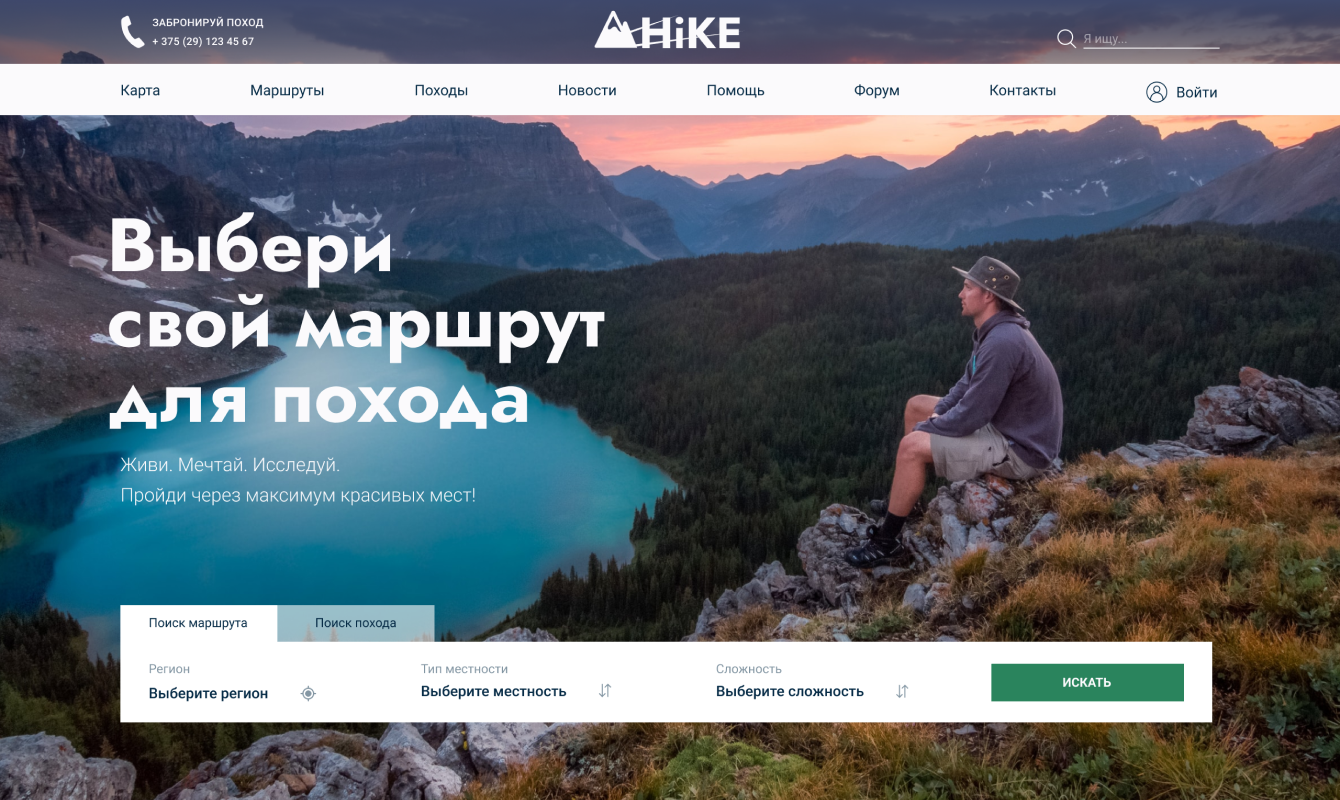 ЗАБРОНИРУЙ ПОХОД
+ 375 (29) 123 45 67
HiKE
Я ищу...
Карта
Маршруты
Походы
Новости
Помощь
Форум
Контакты
Войти
Выбери
свой маршрут
для похода
Живи. Мечтай. Исследуй.
Пройди через максимум красивых мест!
Поиск маршрута
Поиск похода
Регион
Выберите регион
Тип местности
Выберите местность
Сложность
Выберите сложность
ИСКАТЬ